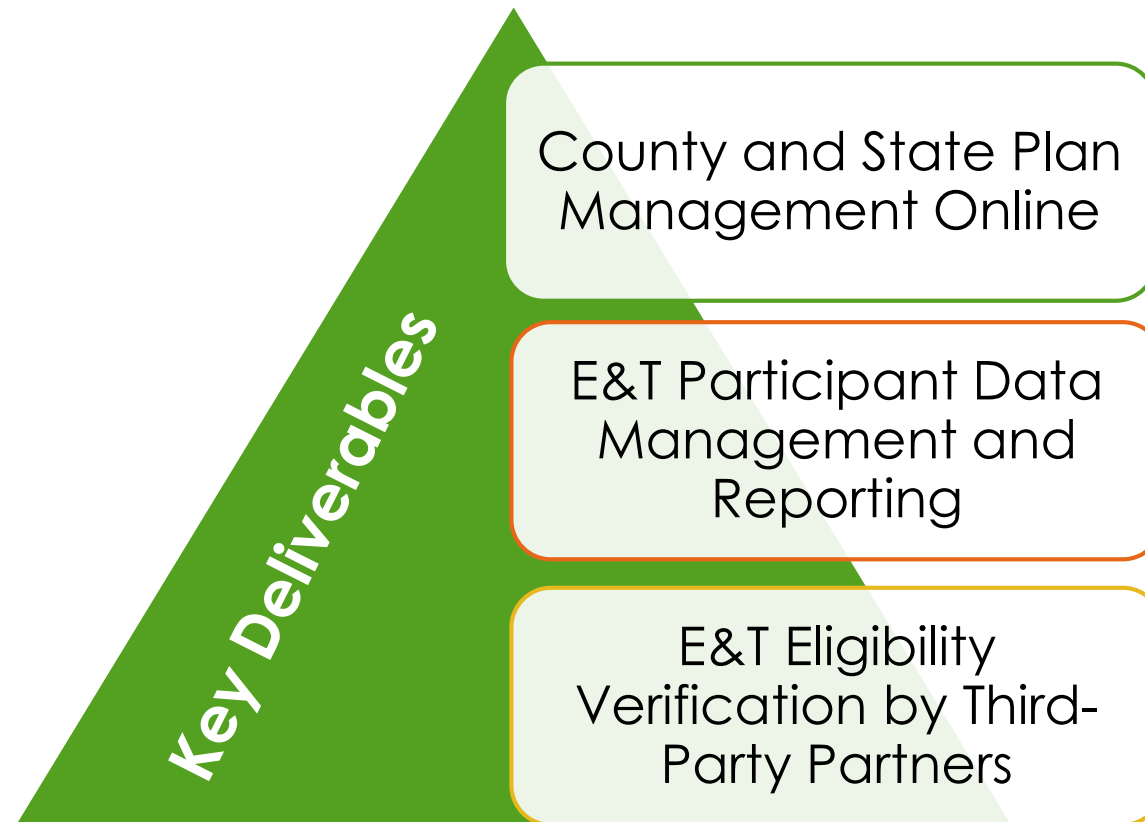 Key Deliverables
County and State Plan
Management Online
E&T Participant Data
Management and
Reporting
E&T Eligibility
Verification by Third-
Party Partners